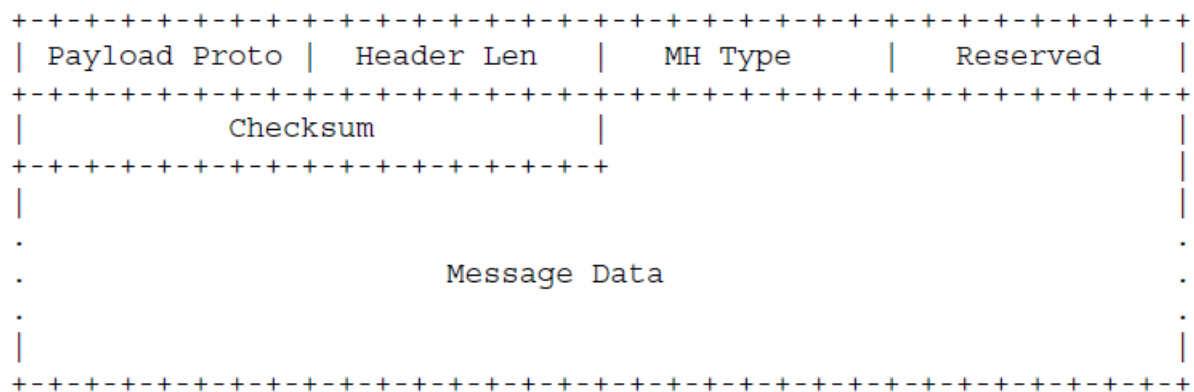 +-+-+-+-+-+-+-+-+-+-+-+-+-+-+-+-+-+-+-+-+-+-+-+-+-+-+-+-+-+-+-+-+
| Payload Proto |  Header Len   |   MH Type     |   Reserved    |
+-+-+-+-+-+-+-+-+-+-+-+-+-+-+-+-+-+-+-+-+-+-+-+-+-+-+-+-+-+-+-+-+
|           Checksum            |                               |
+-+-+-+-+-+-+-+-+-+-+-+-+-+-+-+-+                               |
|                                                               |
.                                                               .
.                       Message Data                            .
.                                                               .
|                                                               |
+-+-+-+-+-+-+-+-+-+-+-+-+-+-+-+-+-+-+-+-+-+-+-+-+-+-+-+-+-+-+-+-+